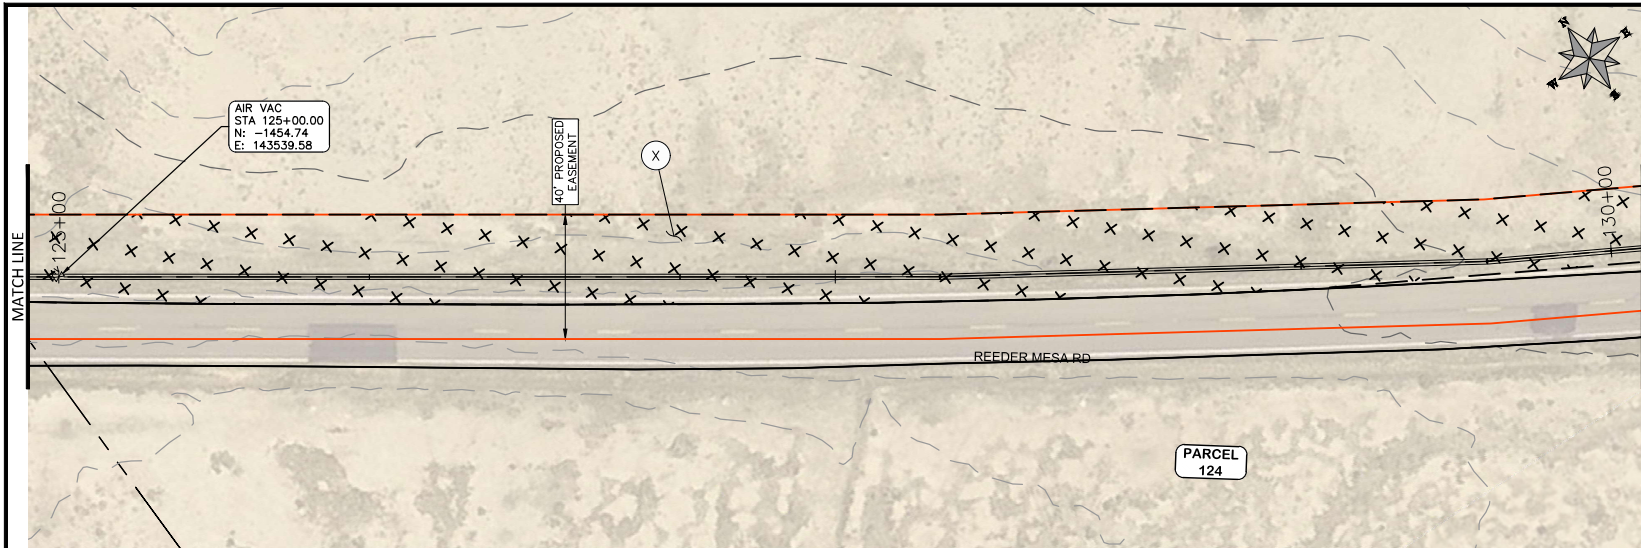 AIR VAC
STA 125+00.00
N: -1454.74
E: 143539.58
40' PROPOSED
EASEMENT
X
N
E
125+00
130+00
MATCH LINE
REEDER MESA RD
PARCEL
124